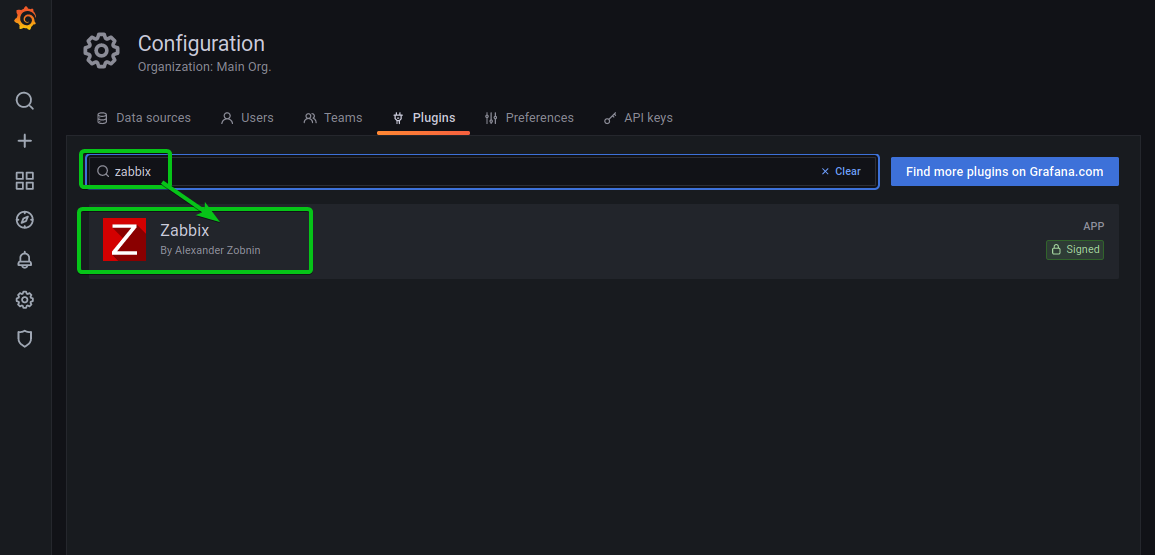 Configuration
Organization: Main Org.
Data sources Users Teams Plugins Preferences API keys
zabbix Clear Find more plugins on Grafana.com
Z Zabbix APP
By Alexander Zobnin Signed